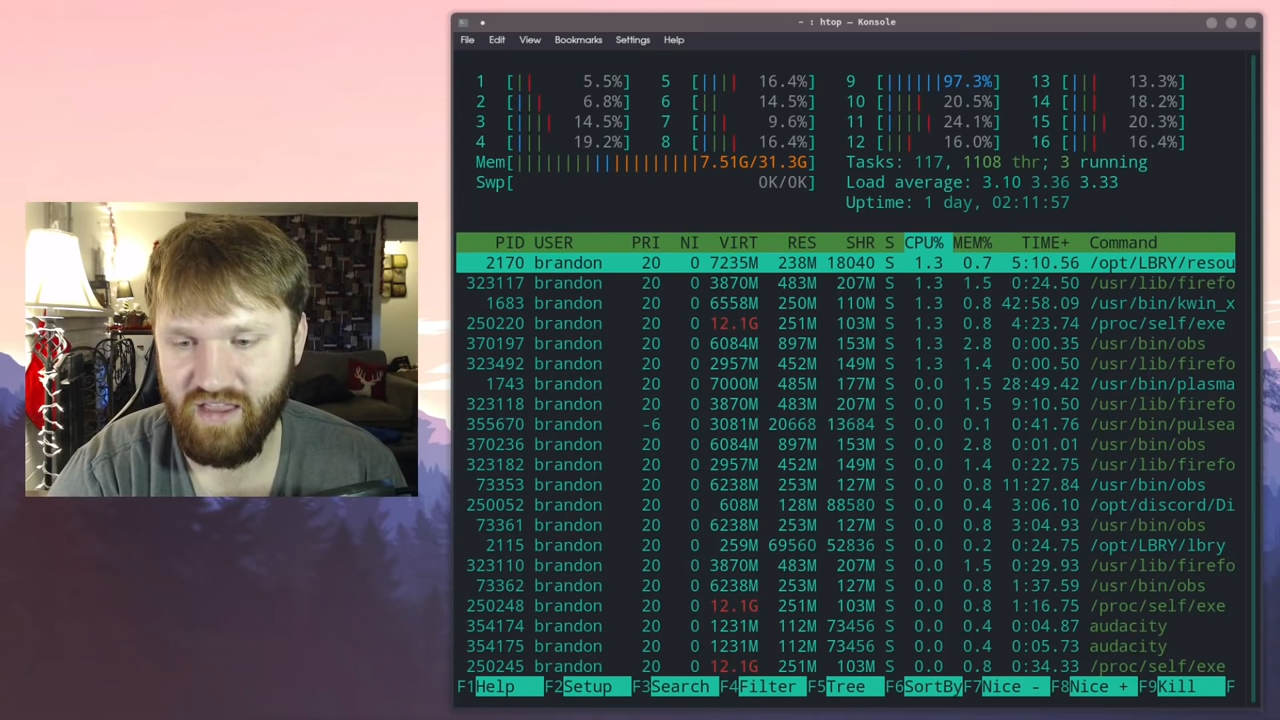 ~ : htop — Konsole
File Edit View Bookmarks Settings Help
1 [|| 5.5%] 5 [|||| 16.4%] 9 [||||||97.3%] 13 [||| 13.3%]
2 [||| 6.8%] 6 [|| 14.5%] 10 [|||| 20.5%] 14 [||| 18.2%]
3 [|||| 14.5%] 7 [||| 9.6%] 11 [||||| 24.1%] 15 [|||| 20.3%]
4 [||| 19.2%] 8 [|||| 16.4%] 12 [||| 16.0%] 16 [||| 16.4%]
Mem[||||||||||||||||||||7.51G/31.3G] Tasks: 117, 1108 thr; 3 running
Swp[ 0K/0K] Load average: 3.10 3.36 3.33
Uptime: 1 day, 02:11:57
PID USER PRI NI VIRT RES SHR S CPU% MEM% TIME+ Command
2170 brandon 20 0 7235M 238M 18040 S 1.3 0.7 5:10.56 /opt/LBRY/resou
323117 brandon 20 0 3870M 483M 207M S 1.3 1.5 0:24.50 /usr/lib/firefo
1683 brandon 20 0 6558M 250M 110M S 1.3 0.8 42:58.09 /usr/bin/kwin_x
250220 brandon 20 0 12.1G 251M 103M S 1.3 0.8 4:23.74 /proc/self/exe
370197 brandon 20 0 6084M 897M 153M S 1.3 2.8 0:00.35 /usr/bin/obs
323492 brandon 20 0 2957M 452M 149M S 1.3 1.4 0:00.50 /usr/lib/firefo
1743 brandon 20 0 7000M 485M 177M S 0.0 1.5 28:49.42 /usr/bin/plasma
323118 brandon 20 0 3870M 483M 207M S 0.0 1.5 9:10.50 /usr/lib/firefo
355670 brandon -6 0 3081M 20668 13684 S 0.0 0.1 0:41.76 /usr/bin/pulsea
370236 brandon 20 0 6084M 897M 153M S 0.0 2.8 0:01.01 /usr/bin/obs
323182 brandon 20 0 2957M 452M 149M S 0.0 1.4 0:22.75 /usr/lib/firefo
73353 brandon 20 0 6238M 253M 127M S 0.0 0.8 11:27.84 /usr/bin/obs
250052 brandon 20 0 608M 128M 88580 S 0.0 0.4 3:06.10 /opt/discord/Di
73361 brandon 20 0 6238M 253M 127M S 0.0 0.8 3:04.93 /usr/bin/obs
2115 brandon 20 0 259M 69560 52836 S 0.0 0.2 0:24.75 /opt/LBRY/lbry
323110 brandon 20 0 3870M 483M 207M S 0.0 1.5 0:29.93 /usr/lib/firefo
73362 brandon 20 0 6238M 253M 127M S 0.0 0.8 1:37.59 /usr/bin/obs
250248 brandon 20 0 12.1G 251M 103M S 0.0 0.8 1:16.75 /proc/self/exe
354174 brandon 20 0 1231M 112M 73456 S 0.0 0.4 0:04.87 audacity
354175 brandon 20 0 1231M 112M 73456 S 0.0 0.4 0:05.73 audacity
250245 brandon 20 0 12.1G 251M 103M S 0.0 0.8 0:34.33 /proc/self/exe
F1Help F2Setup F3Search F4Filter F5Tree F6SortBy F7Nice - F8Nice + F9Kill F